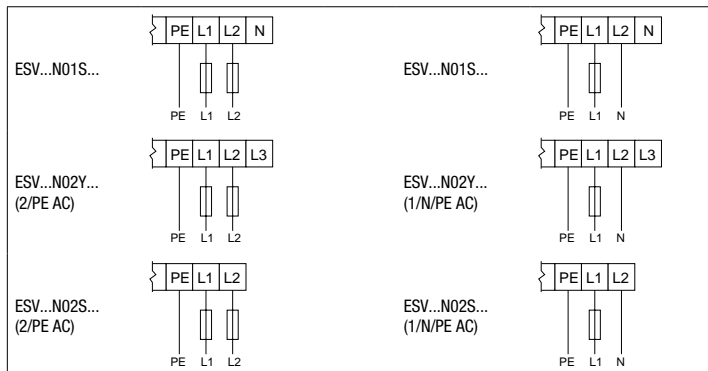 PE L1 L2 N
ESV...N01S...
PE L1 L2
PE L1 L2 N
ESV...N01S...
PE L1 N
PE L1 L2 L3
ESV...N02Y...
(2/PE AC)
PE L1 L2
PE L1 L2 L3
ESV...N02Y...
(1/N/PE AC)
PE L1 N
PE L1 L2
ESV...N02S...
(2/PE AC)
PE L1 L2
PE L1 L2
ESV...N02S...
(1/N/PE AC)
PE L1 N